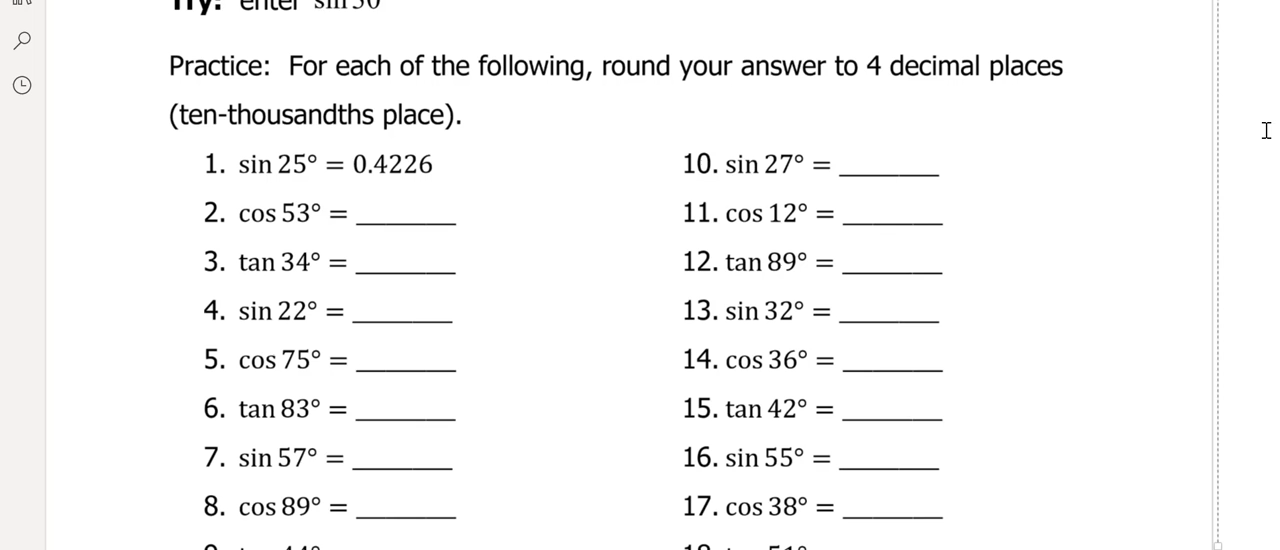 Try: enter sin 30
Practice: For each of the following, round your answer to 4 decimal places
(ten-thousandths place).
1. sin 25° = 0.4226
2. cos 53° = _______
3. tan 34° = _______
4. sin 22° = _______
5. cos 75° = _______
6. tan 83° = _______
7. sin 57° = _______
8. cos 89° = _______
10. sin 27° = _______
11. cos 12° = _______
12. tan 89° = _______
13. sin 32° = _______
14. cos 36° = _______
15. tan 42° = _______
16. sin 55° = _______
17. cos 38° = _______